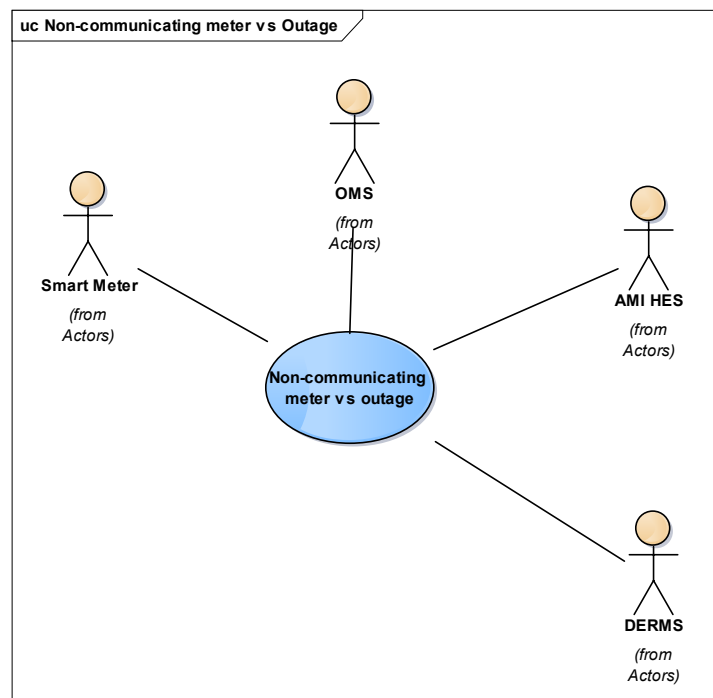 uc Non-communicating meter vs Outage
OMS
(from
Actors)
Smart Meter
(from
Actors)
AMI HES
(from
Actors)
Non-communicating
meter vs outage
DERMS
(from
Actors)